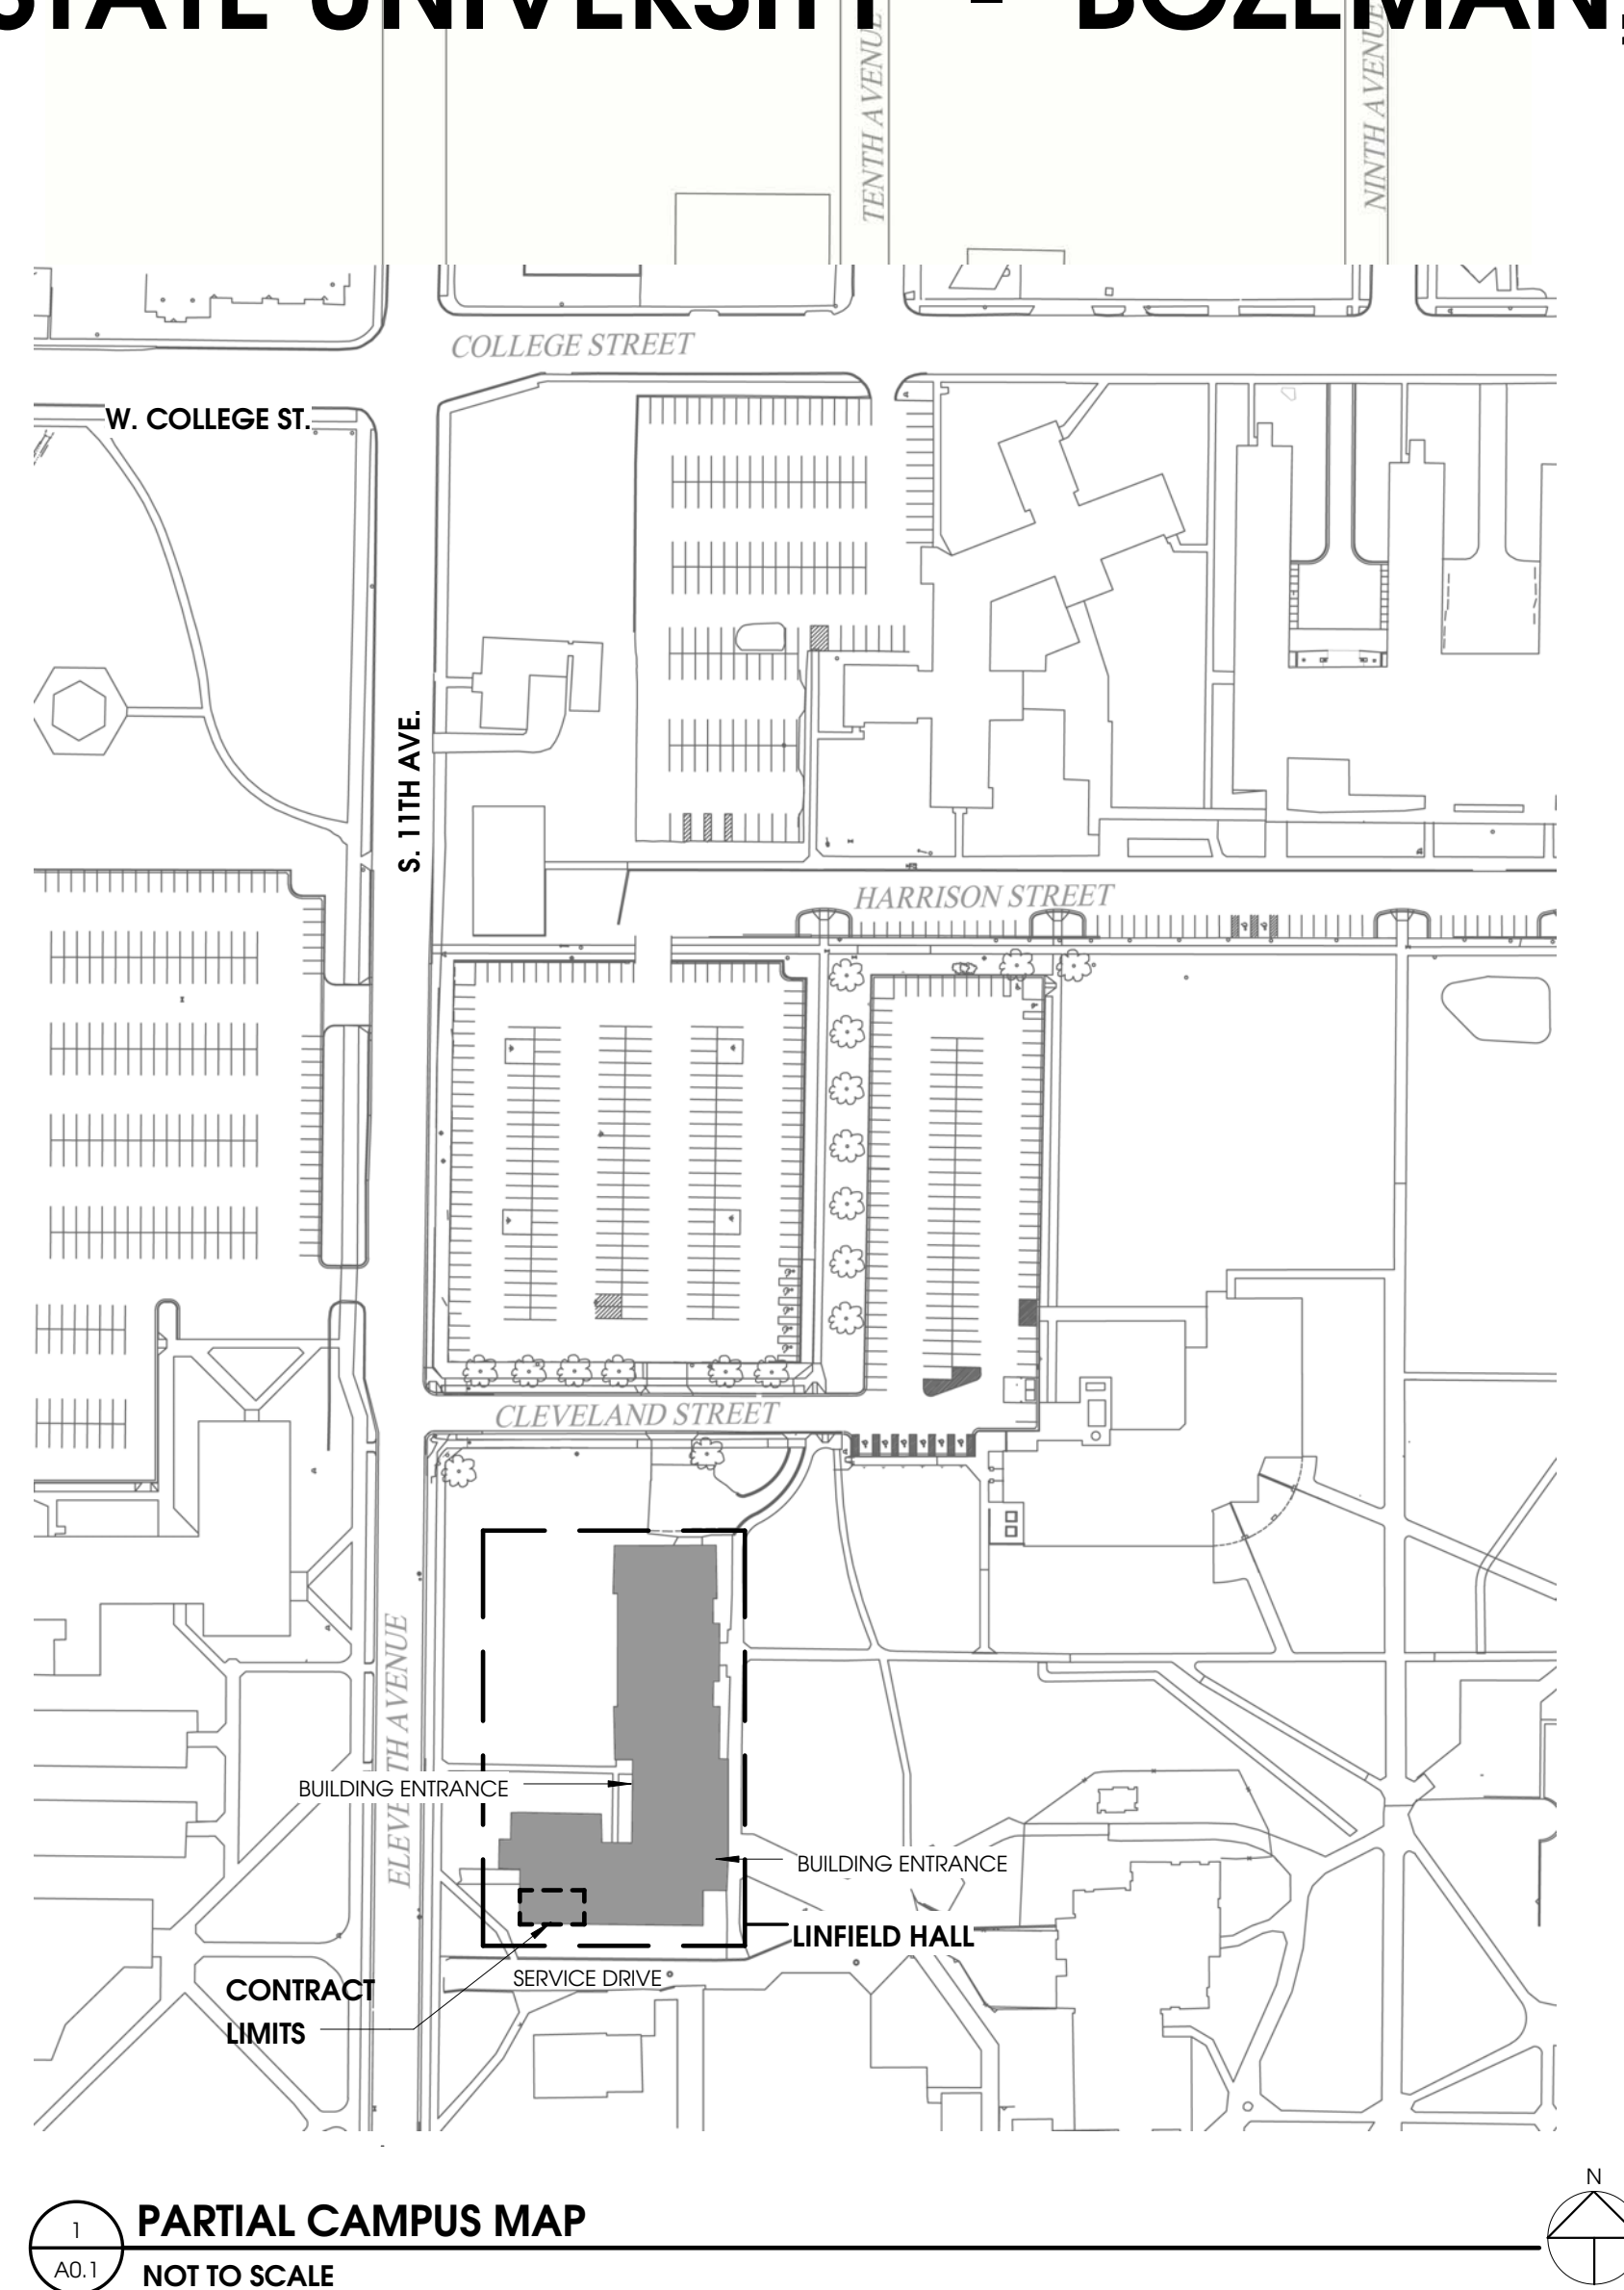 STATE UNIVERSITY - BOZEMAN,
TENTH AVENUE
NINTH AVENUE
COLLEGE STREET
W. COLLEGE ST.
S. 11TH AVE.
HARRISON STREET
CLEVELAND STREET
ELEVENTH AVENUE
BUILDING ENTRANCE
BUILDING ENTRANCE
LINFIELD HALL
CONTRACT
LIMITS
SERVICE DRIVE
N
1
A0.1
PARTIAL CAMPUS MAP
NOT TO SCALE